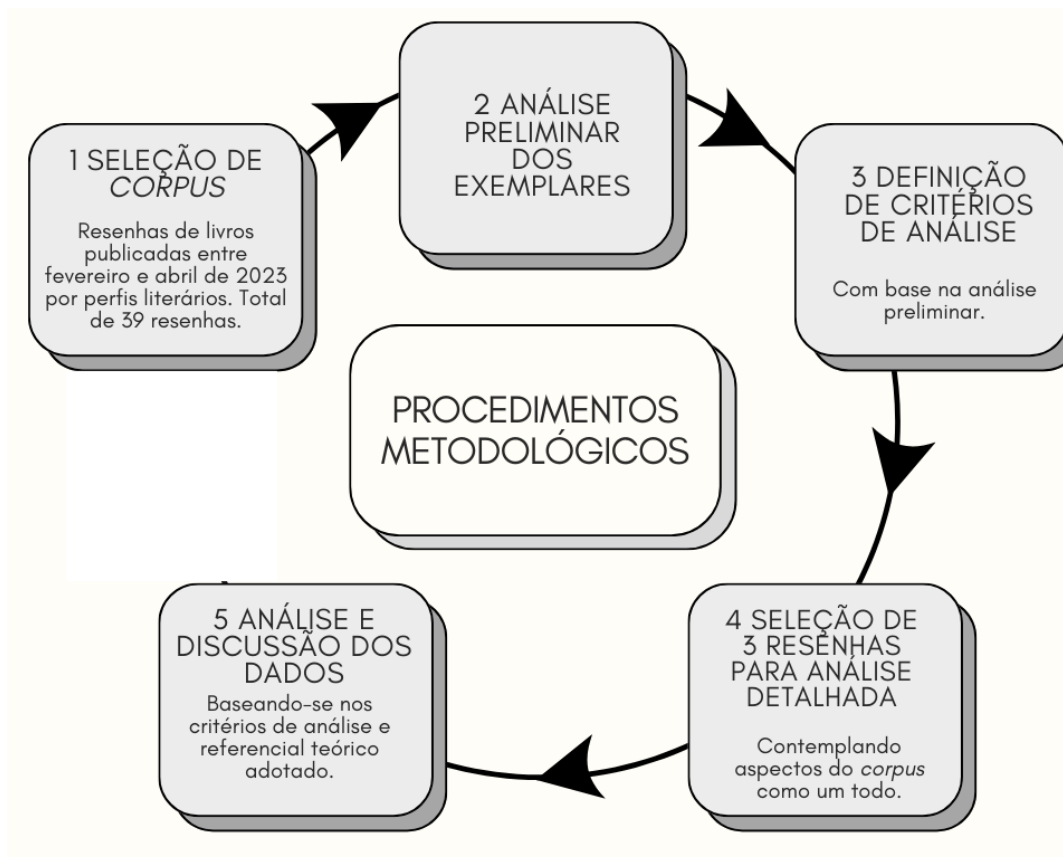 1 SELEÇÃO DE
CORPUS
Resenhas de livros
publicadas entre
fevereiro e abril de 2023
por perfis literários. Total
de 39 resenhas.
2 ANÁLISE
PRELIMINAR
DOS
EXEMPLARES
3 DEFINIÇÃO
DE CRITÉRIOS
DE ANÁLISE
Com base na análise
preliminar.
PROCEDIMENTOS
METODOLÓGICOS
4 SELEÇÃO DE
3 RESENHAS
PARA ANÁLISE
DETALHADA
Contemplando
aspectos do corpus
como um todo.
5 ANÁLISE E
DISCUSSÃO DOS
DADOS
Baseando-se nos
critérios de análise e
referencial teórico
adotado.